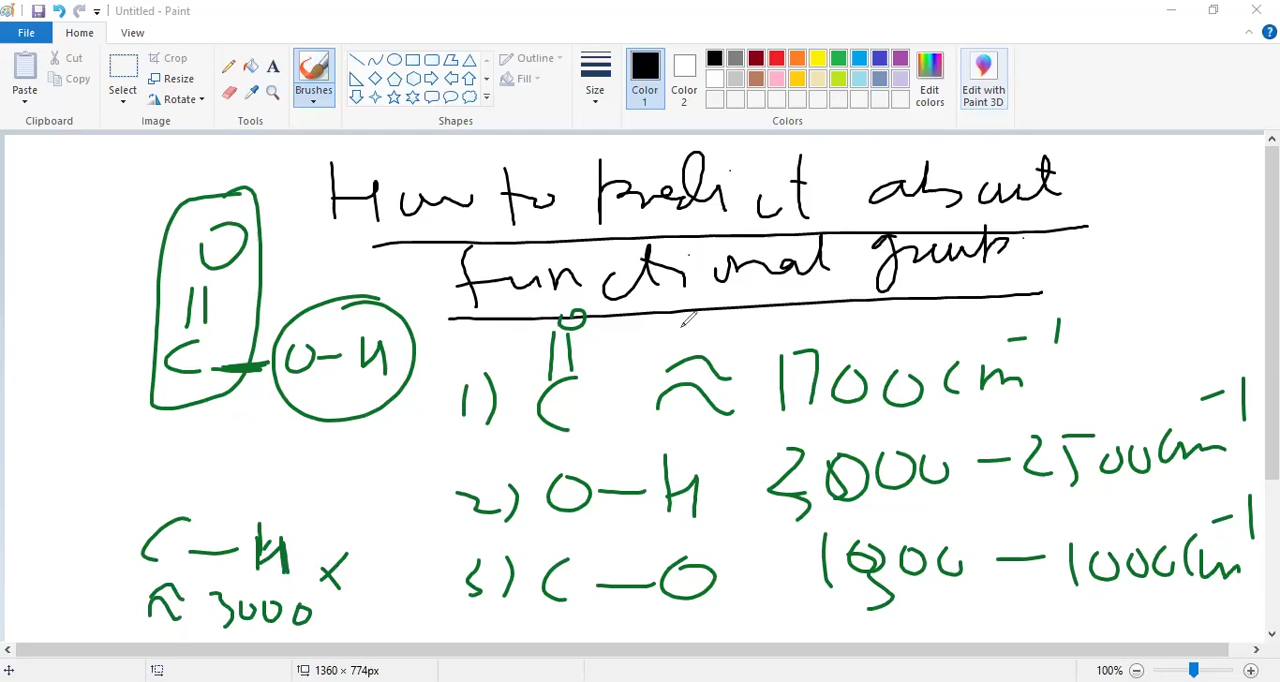 Untitled - Paint
File Home View
Paste
Cut
Copy
Clipboard
Select
Crop
Resize
Rotate
Image
A
Tools
Brushes
Outline
Fill
Shapes
Size
Color 1
Color 2
Edit colors
Edit with Paint 3D
Colors
How to predict about
functional group
O
||
C — O — H
O
||
1) C ≈ 1700 cm⁻¹
2) O — H 3000 — 2500 cm⁻¹
3) C — O 1300 — 1000 cm⁻¹
C — H ×
≈ 3000
1360 × 774px
100%